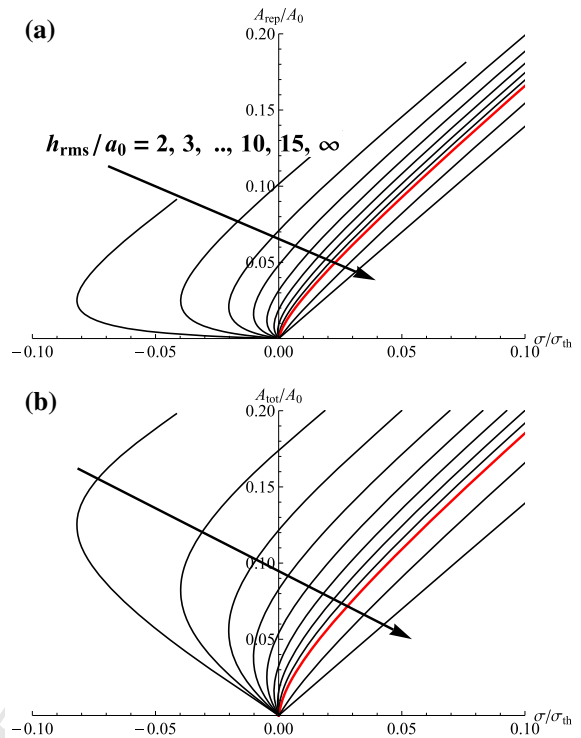 (a)
A_rep/A_0
0.20
0.15
h_rms/a_0 = 2, 3, .., 10, 15, ∞
0.10
0.05
−0.10 −0.05 0.00 0.05 0.10
σ/σ_th
(b)
A_tot/A_0
0.20
0.15
0.10
0.05
−0.10 −0.05 0.00 0.05 0.10
σ/σ_th